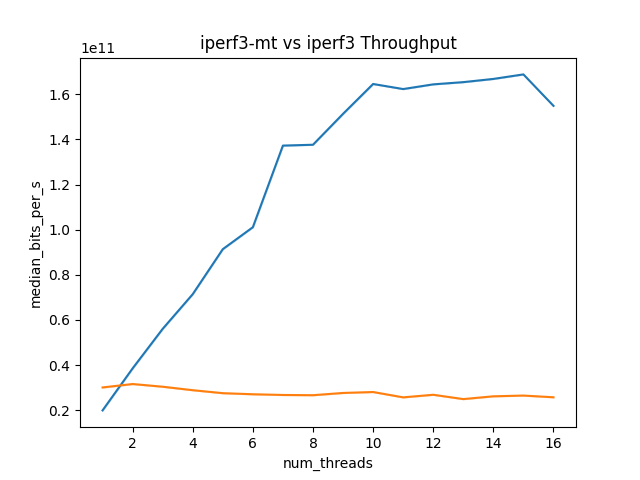 iperf3-mt vs iperf3 Throughput
1e11
1.6
1.4
1.2
1.0
0.8
0.6
0.4
0.2
median_bits_per_s
2 4 6 8 10 12 14 16
num_threads